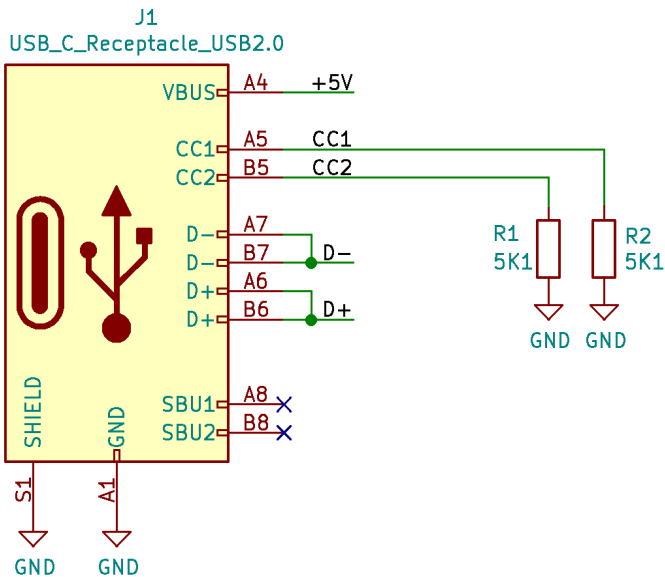 J1
USB_C_Receptacle_USB2.0
VBUS A4 +5V
CC1 A5 CC1
CC2 B5 CC2
D- A7
D- B7 D-
D+ A6
D+ B6 D+
R1
5K1
R2
5K1
GND
GND
SBU1 A8
SBU2 B8
SHIELD
GND
S1
A1
GND
GND